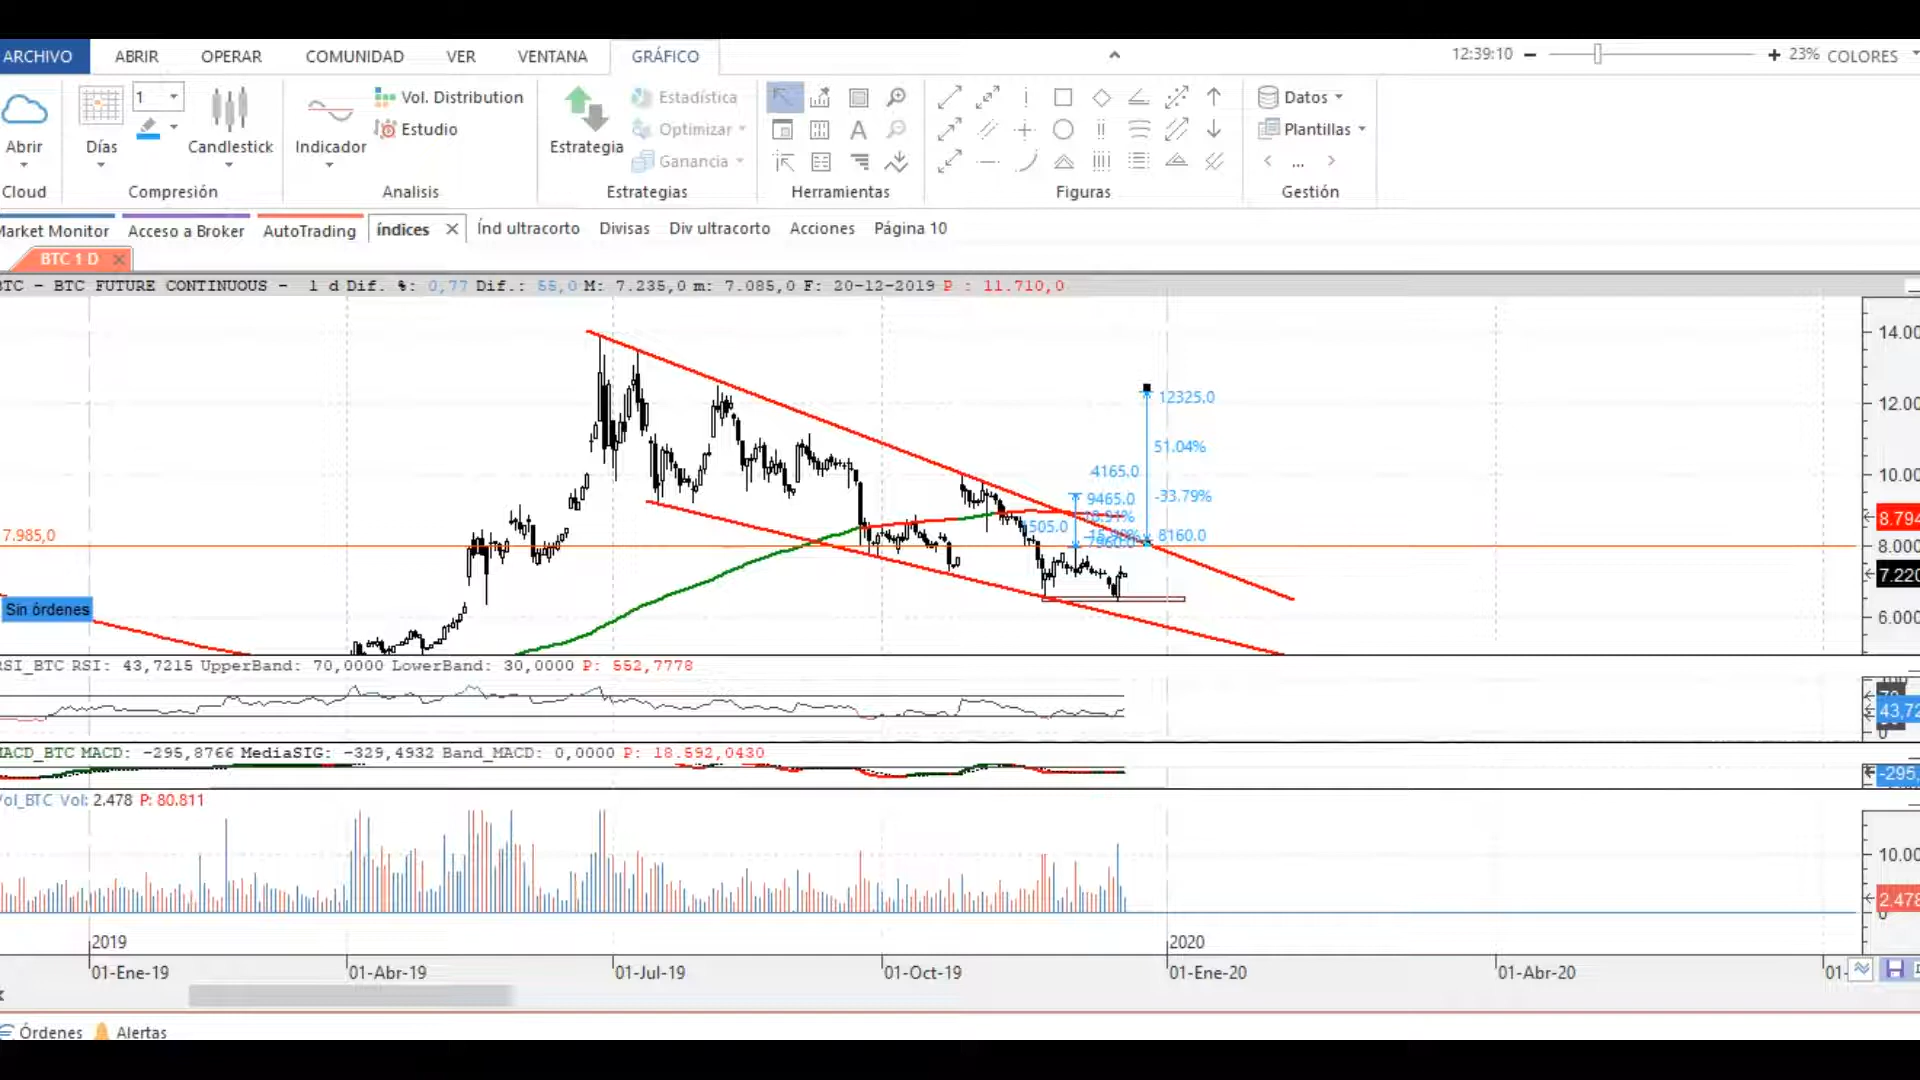 ARCHIVO ABRIR OPERAR COMUNIDAD VER VENTANA GRÁFICO 12:39:10 23% COLORES
1 Vol. Distribution Estadística Datos
Estudio Optimizar A Plantillas
Abrir Días Candlestick Indicador Estrategia Ganancia ...
Cloud Compresión Analisis Estrategias Herramientas Figuras Gestión
Market Monitor Acceso a Broker AutoTrading índices Índ ultracorto Divisas Div ultracorto Acciones Página 10
BTC 1 D
BTC - BTC FUTURE CONTINUOUS - 1 d Dif. %: 0,77 Dif.: 55,0 M: 7.235,0 m: 7.085,0 F: 20-12-2019 P : 11.710,0
14.00
12325.0
12.00
51.04%
4165.0
10.00
9465.0
-33.79%
8.794
1505.0
7.985,0
8160.0
8.000
7.220
Sin órdenes
6.000
RSI_BTC RSI: 43,7215 UpperBand: 70,0000 LowerBand: 30,0000 P: 552,7778
43,72
MACD_BTC MACD: -295,8766 MediaSIG: -329,4932 Band_MACD: 0,0000 P: 18.592,0430
-295,
Vol_BTC Vol: 2.478 P: 80.811
10.00
2.478
0
2019 2020
01-Ene-19 01-Abr-19 01-Jul-19 01-Oct-19 01-Ene-20 01-Abr-20 01-
Órdenes Alertas